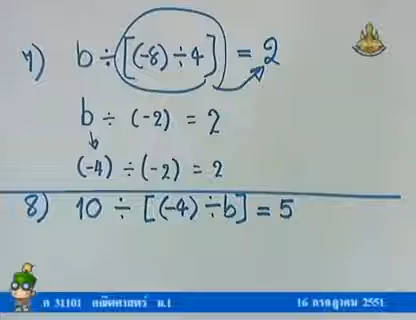 7) b ÷ [(-8) ÷ 4] = 2
b ÷ (-2) = 2
(-4) ÷ (-2) = 2
8) 10 ÷ [(-4) ÷ b] = 5
ค 31101 คณิตศาสตร์ ม.1 16 กรกฎาคม 2551